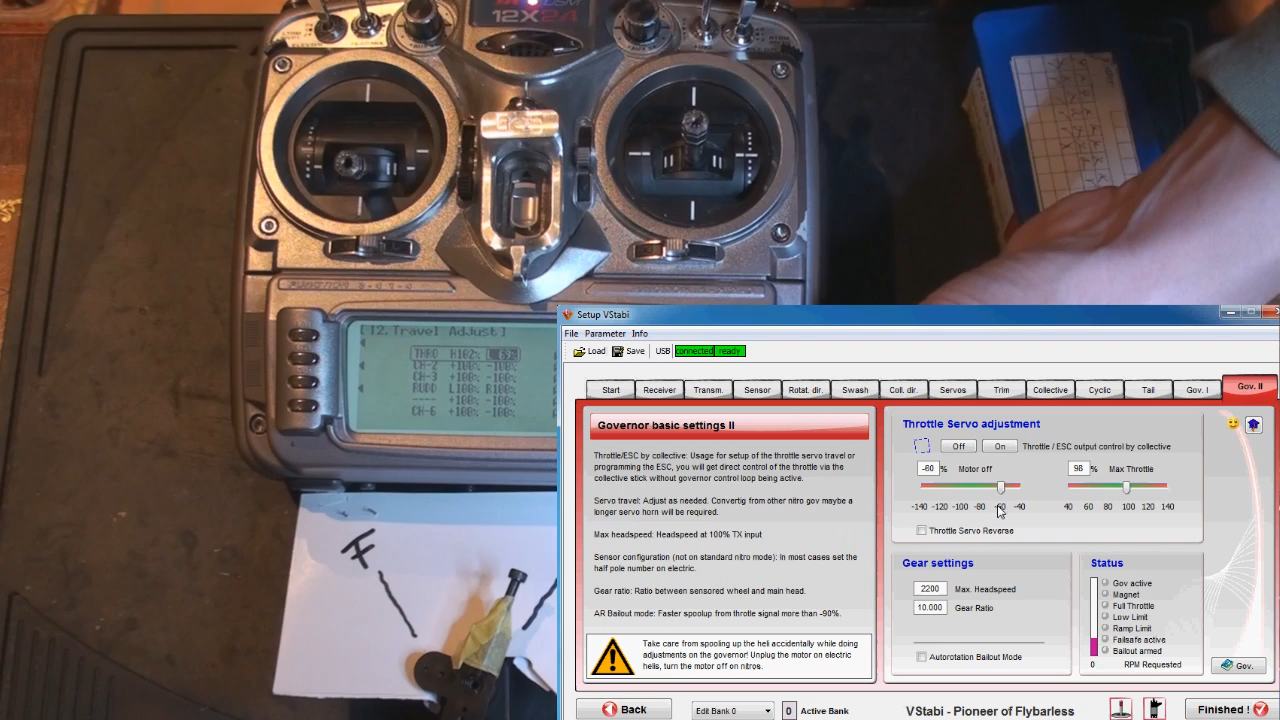 12X2.4
[12.Travel Adjust]
THRO H102% L 69%
CH-2 +100% -100%
CH-3 +100% -100%
RUDD L100% R100%
---- +100% -100%
CH-6 +100% -100%
F
Setup VStabi
File Parameter Info
Load Save USB connected ready
Start Receiver Transm. Sensor Rotat. dir. Swash Coll. dir. Servos Trim Collective Cyclic Tail Gov. I Gov. II
Governor basic settings II
Throttle/ESC by collective: Usage for setup of the throttle servo travel or
programming the ESC, you will get direct control of the throttle via the
collective stick without governor control loop being active.
Servo travel: Adjust as needed. Convertig from other nitro gov maybe a
longer servo horn will be required.
Max headspeed: Headspeed at 100% TX input
Sensor configuration (not on standard nitro mode): in most cases set the
half pole number on electric.
Gear ratio: Ratio between sensored wheel and main head.
AR Bailout mode: Faster spoolup from throtle signal more than -90%.
Take care from spooling up the heli accidentally while doing
adjustments on the governor! Unplug the motor on electric
helis, turn the motor off on nitros.
Throttle Servo adjustment
Off On Throttle / ESC output control by collective
-60 % Motor off 98 % Max Throttle
-140 -120 -100 -80 -60 -40 40 60 80 100 120 140
Throttle Servo Reverse
Gear settings
2200 Max. Headspeed
10.000 Gear Ratio
Autorotation Bailout Mode
Status
Gov active
Magnet
Full Throttle
Low Limit
Ramp Limit
Failsafe active
Bailout armed
0 RPM Requested
Gov.
Back Edit Bank 0 0 Active Bank VStabi - Pioneer of Flybarless Finished !